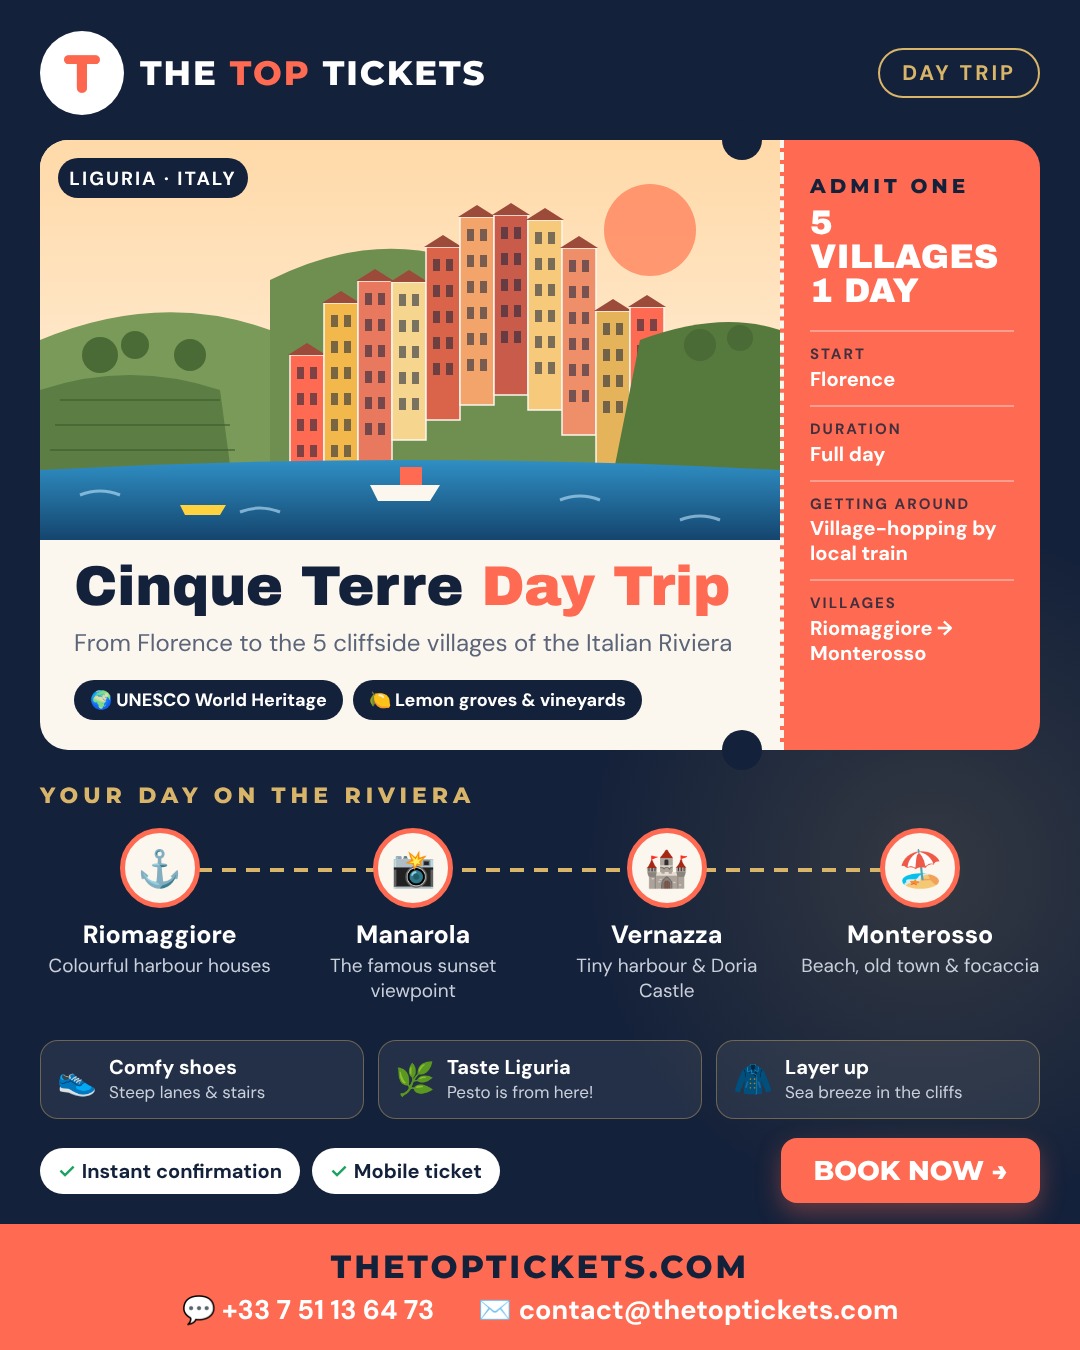 T
THE TOP TICKETS
DAY TRIP
LIGURIA · ITALY
ADMIT ONE
5
VILLAGES
1 DAY
START
Florence
DURATION
Full day
GETTING AROUND
Village-hopping by
local train
VILLAGES
Riomaggiore →
Monterosso
Cinque Terre Day Trip
From Florence to the 5 cliffside villages of the Italian Riviera
🌍 UNESCO World Heritage
🍋 Lemon groves & vineyards
YOUR DAY ON THE RIVIERA
Riomaggiore
Colourful harbour houses
Manarola
The famous sunset
viewpoint
Vernazza
Tiny harbour & Doria
Castle
Monterosso
Beach, old town & focaccia
Comfy shoes
Steep lanes & stairs
Taste Liguria
Pesto is from here!
Layer up
Sea breeze in the cliffs
✓ Instant confirmation
✓ Mobile ticket
BOOK NOW →
THETOPTICKETS.COM
💬 +33 7 51 13 64 73
✉️ contact@thetoptickets.com